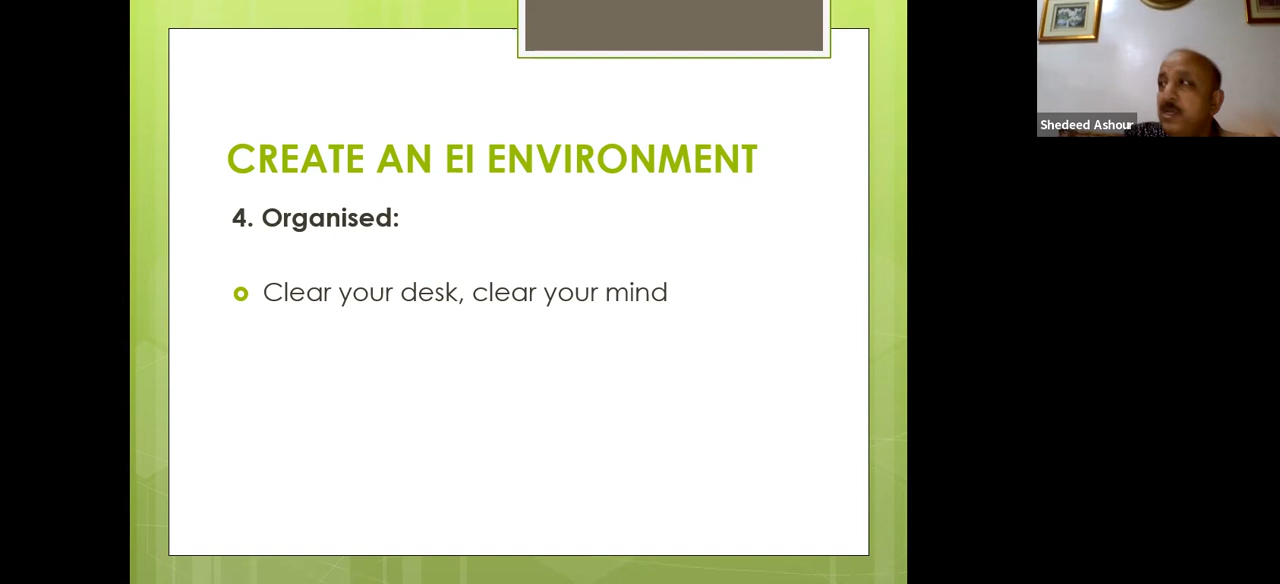 CREATE AN EI ENVIRONMENT
4. Organised:
Clear your desk, clear your mind
Shedeed Ashour